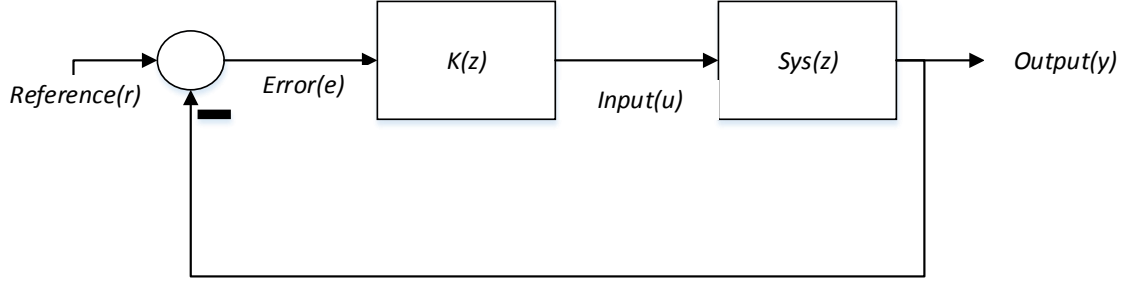 Reference(r)
Error(e)
K(z)
Input(u)
Sys(z)
Output(y)